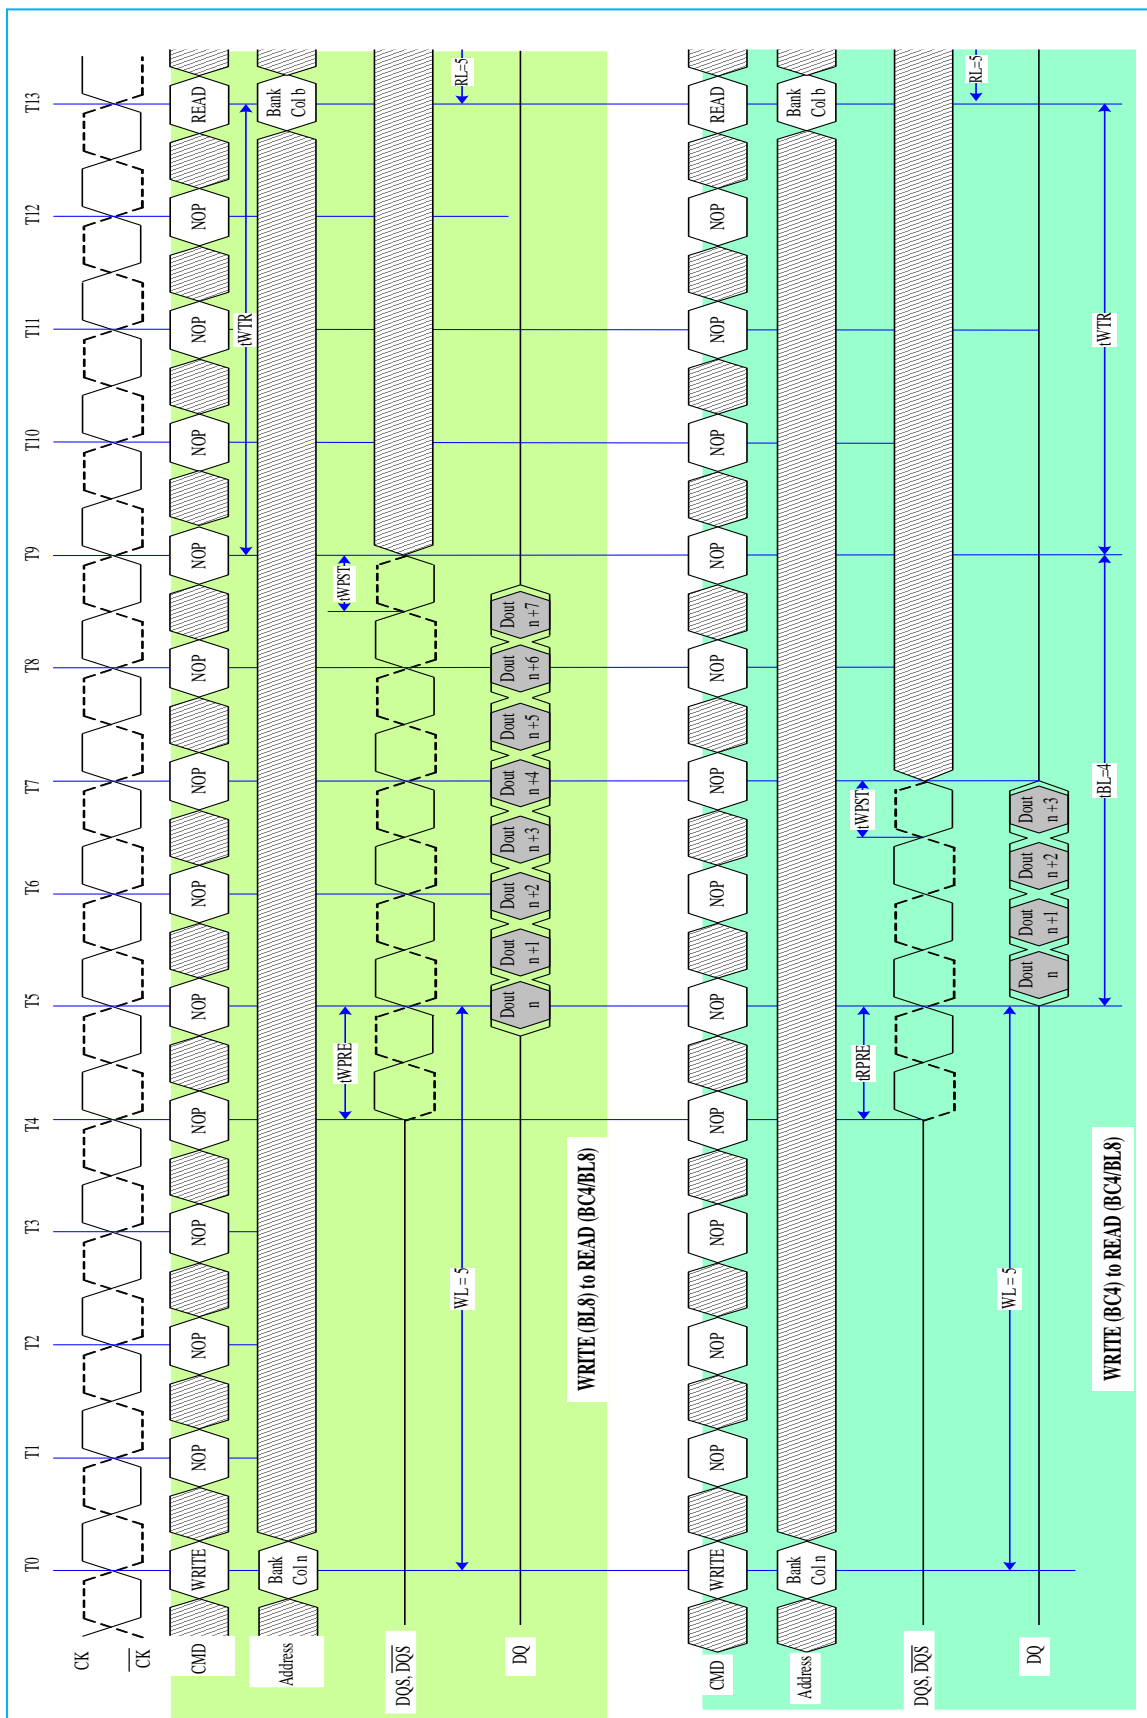 T0 T1 T2 T3 T4 T5 T6 T7 T8 T9 T10 T11 T12 T13
CK
CK
CMD WRITE NOP NOP NOP NOP NOP NOP NOP NOP NOP NOP NOP NOP READ
tWTR
Address Bank Col n Bank Col b
tWPRE tWPST
DQS, DQS
WL = 5 RL=5
DQ Dout n Dout n+1 Dout n+2 Dout n+3 Dout n+4 Dout n+5 Dout n+6 Dout n+7
WRITE (BL8) to READ (BC4/BL8)
CMD WRITE NOP NOP NOP NOP NOP NOP NOP NOP NOP NOP NOP NOP READ
Address Bank Col n Bank Col b
tRPRE tWPST
DQS, DQS
WL = 5 RL=5
DQ Dout n Dout n+1 Dout n+2 Dout n+3
tBL=4 tWTR
WRITE (BC4) to READ (BC4/BL8)